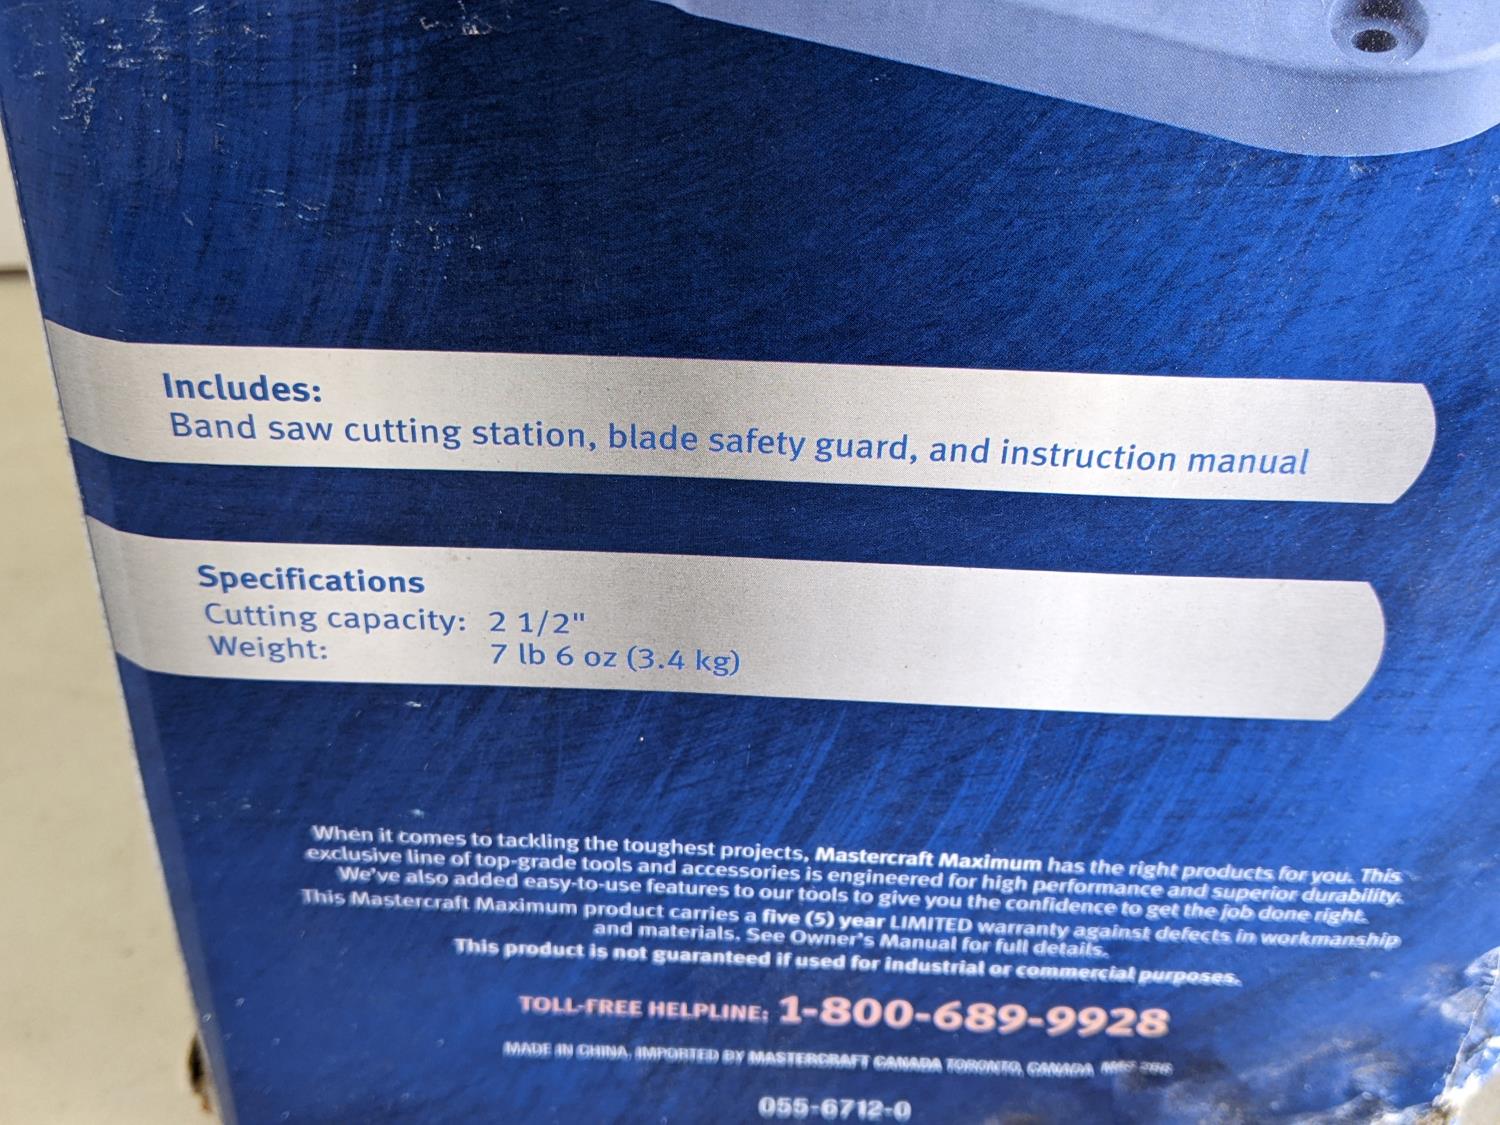 Includes:
Band saw cutting station, blade safety guard, and instruction manual
Specifications
Cutting capacity: 2 1/2"
Weight: 7 lb 6 oz (3.4 kg)
When it comes to tackling the toughest projects, Mastercraft Maximum has the right products for you. This
exclusive line of top-grade tools and accessories is engineered for high performance and superior durability.
We've also added easy-to-use features to our tools to give you the confidence to get the job done right.
This Mastercraft Maximum product carries a five (5) year LIMITED warranty against defects in workmanship
and materials. See Owner's Manual for full details.
This product is not guaranteed if used for industrial or commercial purposes.
TOLL-FREE HELPLINE: 1-800-689-9928
MADE IN CHINA. IMPORTED BY MASTERCRAFT CANADA TORONTO, CANADA
055-6712-0